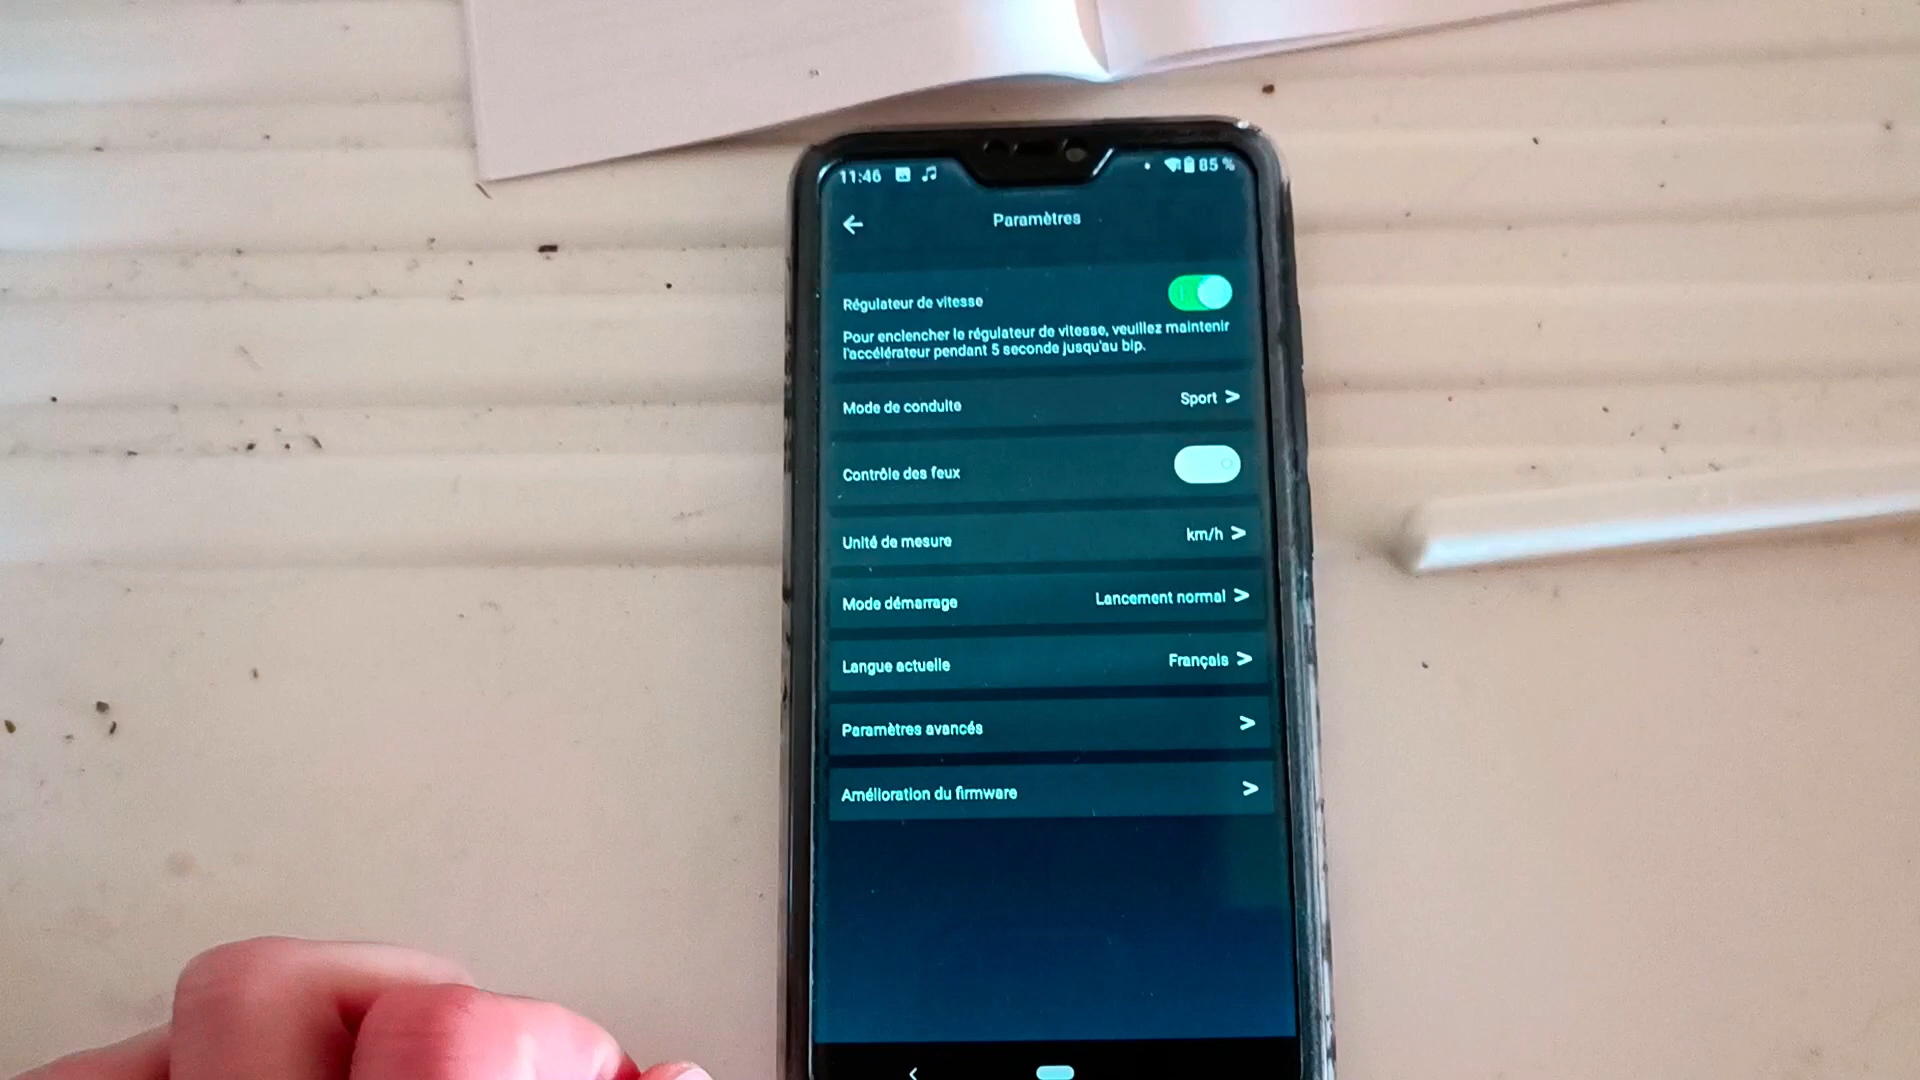 11:46 85 %
Paramètres
Régulateur de vitesse
Pour enclencher le régulateur de vitesse, veuillez maintenir
l'accélérateur pendant 5 seconde jusqu'au bip.
Mode de conduite Sport >
Contrôle des feux
Unité de mesure km/h >
Mode démarrage Lancement normal >
Langue actuelle Français >
Paramètres avancés >
Amélioration du firmware >